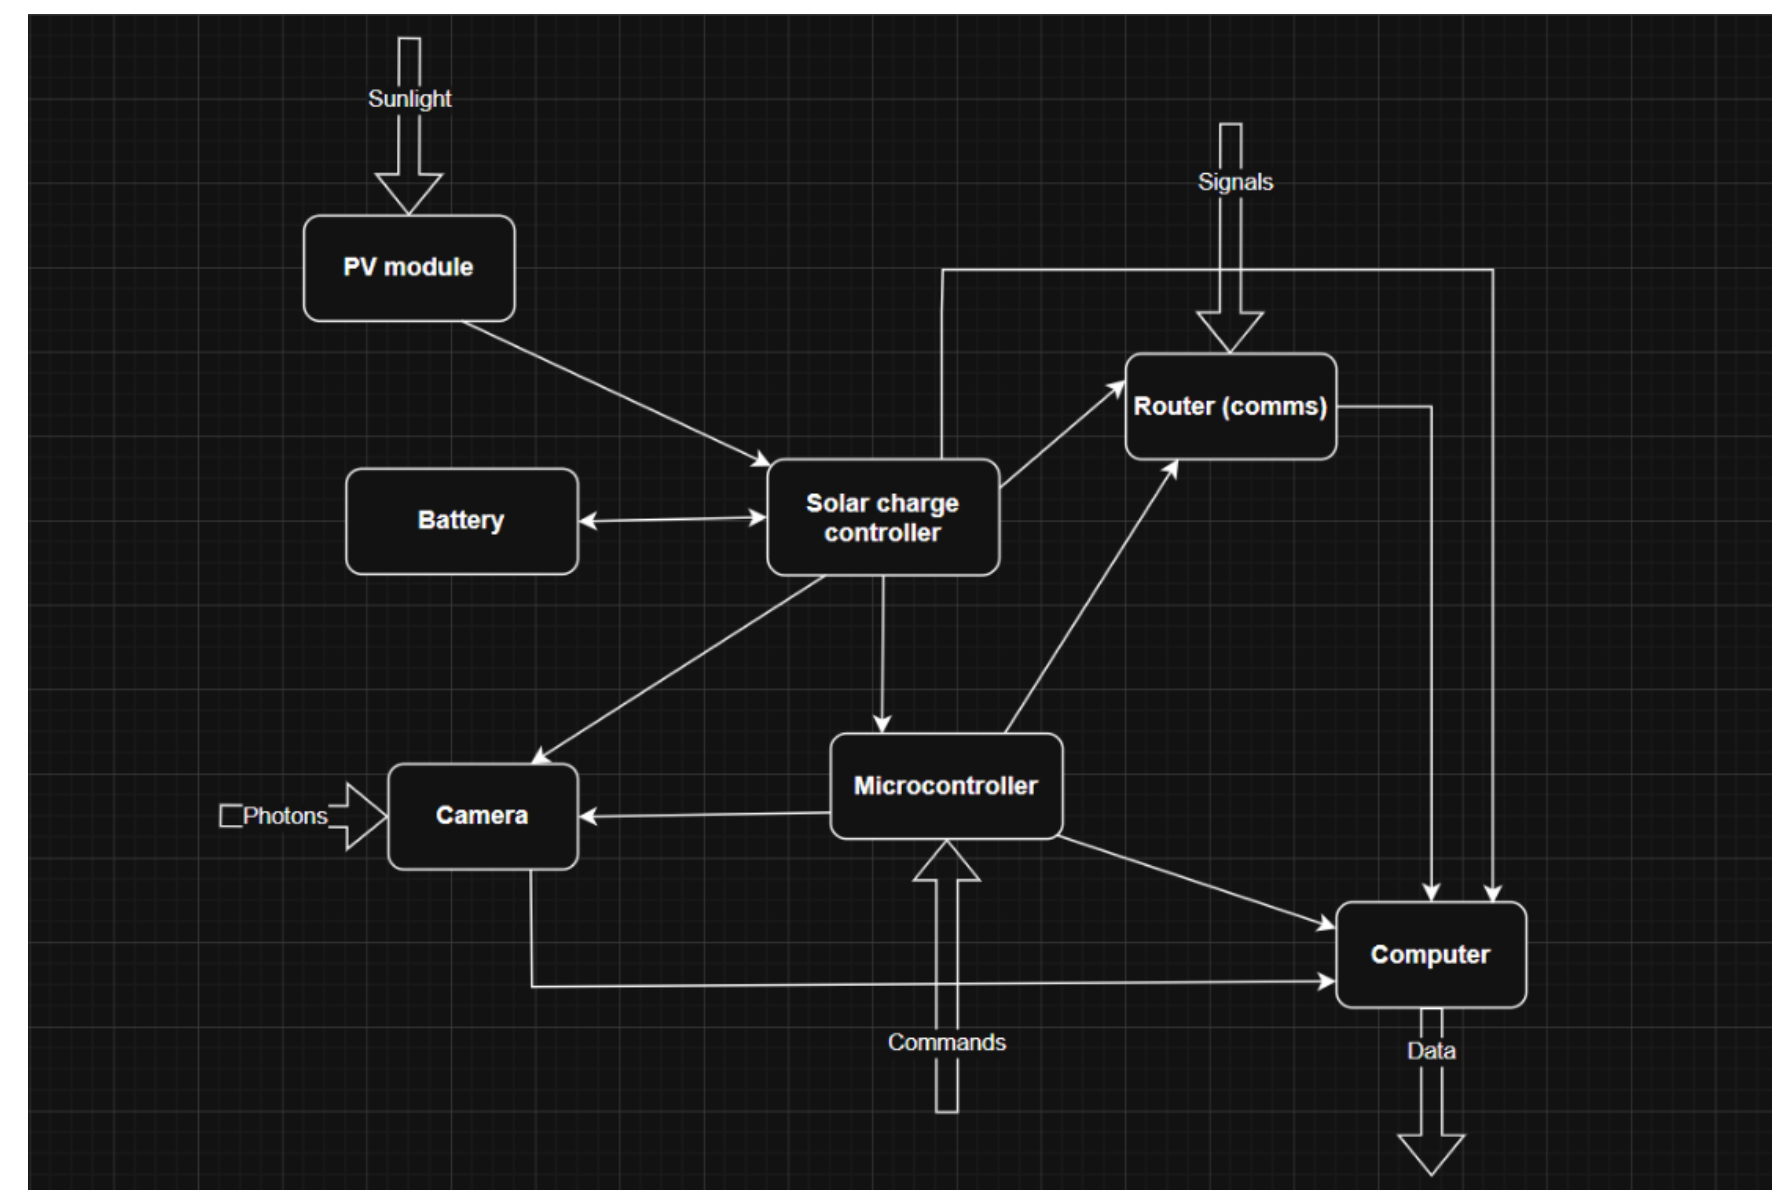 Sunlight
Signals
PV module
Router (comms)
Solar charge
controller
Battery
Microcontroller
Photons
Camera
Computer
Commands
Data